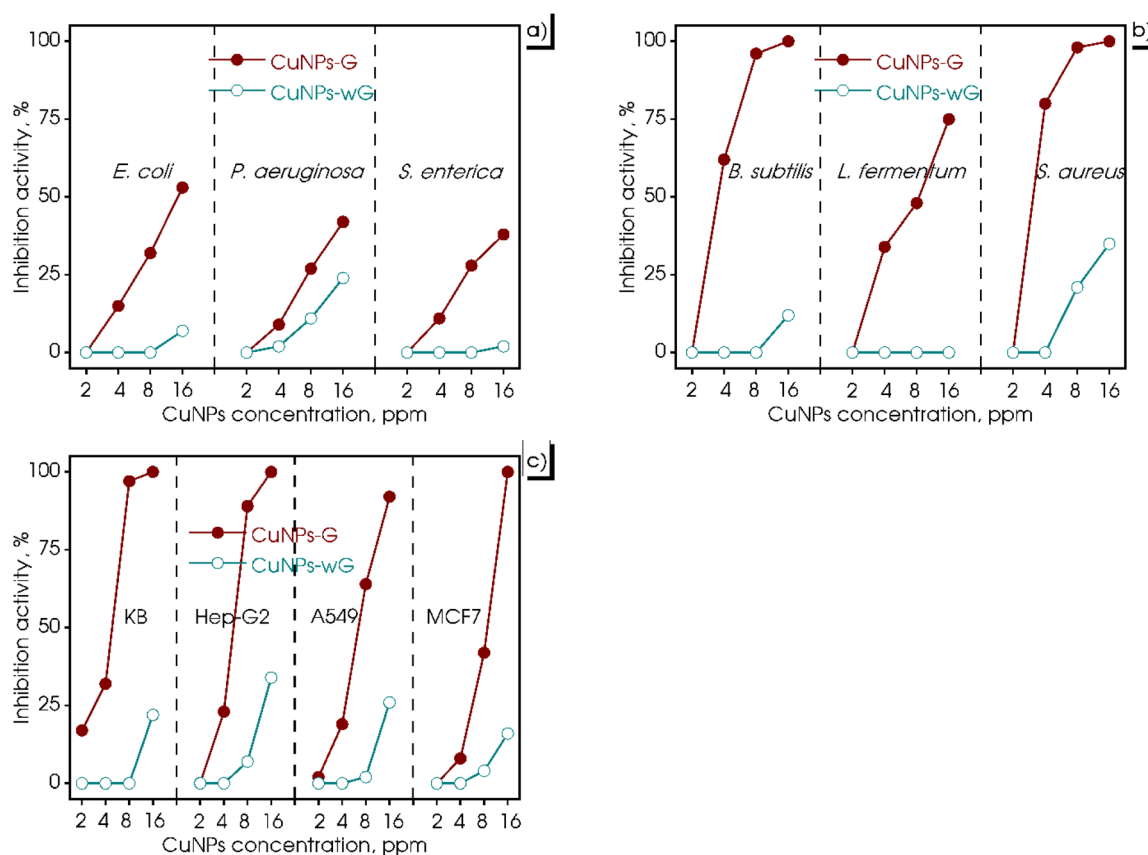 a)
100
75
50
25
0
Inhibition activity, %
CuNPs-G
CuNPs-wG
E. coli
P. aeruginosa
S. enterica
2 4 8 16 2 4 8 16 2 4 8 16
CuNPs concentration, ppm
b)
100
75
50
25
0
Inhibition activity, %
CuNPs-G
CuNPs-wG
B. subtilis
L. fermentum
S. aureus
2 4 8 16 2 4 8 16 2 4 8 16
CuNPs concentration, ppm
c)
100
75
50
25
0
Inhibition activity, %
CuNPs-G
CuNPs-wG
KB
Hep-G2
A549
MCF7
2 4 8 16 2 4 8 16 2 4 8 16 2 4 8 16
CuNPs concentration, ppm